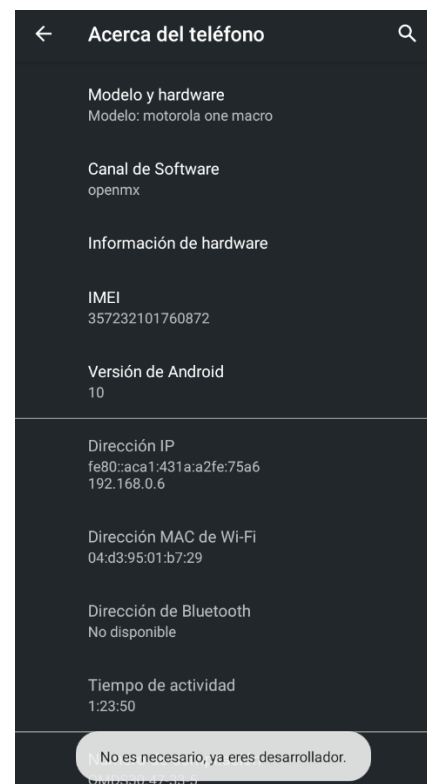 Acerca del teléfono
Modelo y hardware
Modelo: motorola one macro
Canal de Software
openmx
Información de hardware
IMEI
357232101760872
Versión de Android
10
Dirección IP
fe80::aca1:431a:a2fe:75a6
192.168.0.6
Dirección MAC de Wi-Fi
04:d3:95:01:b7:29
Dirección de Bluetooth
No disponible
Tiempo de actividad
1:23:50
No es necesario, ya eres desarrollador.